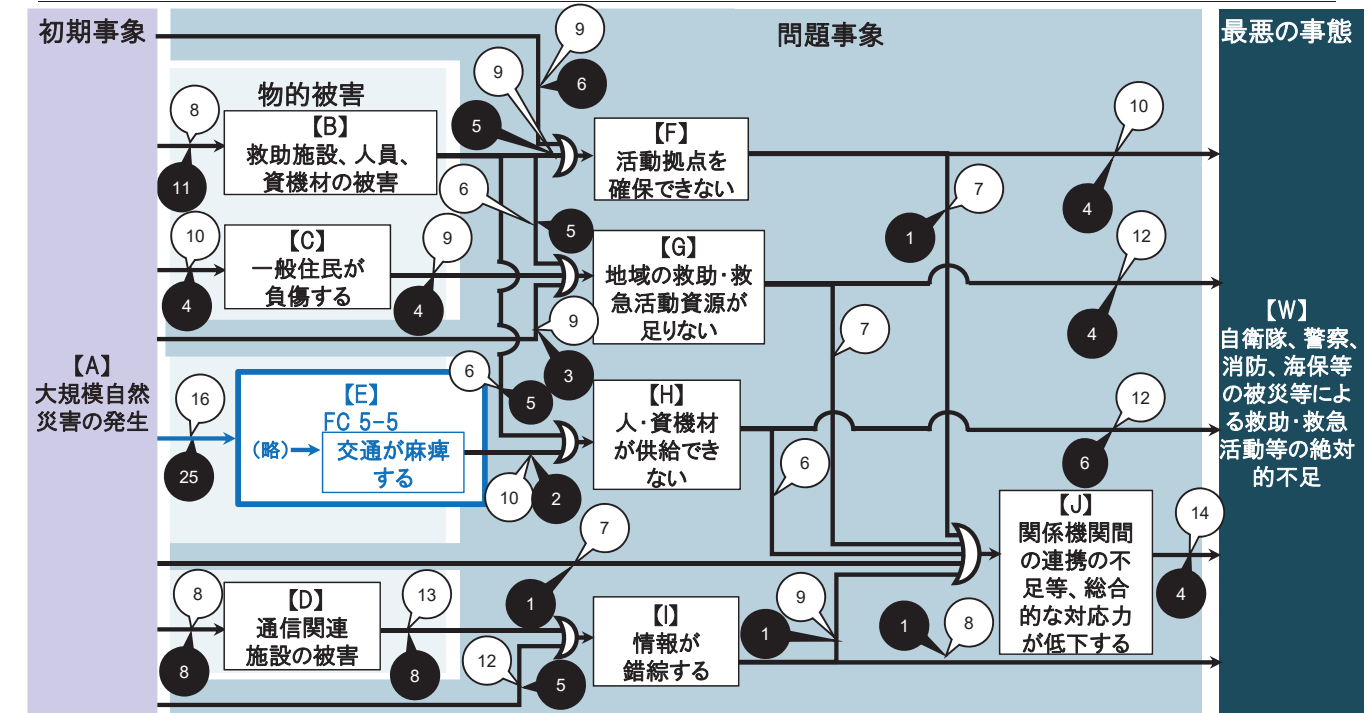 初期事象
問題事象
最悪の事態
物的被害
【A】
大規模自然
災害の発生
8
11
【B】
救助施設、人員、
資機材の被害
9
6
9
5
【F】
活動拠点を
確保できない
10
4
6
5
7
1
10
4
【C】
一般住民が
負傷する
9
4
【G】
地域の救助・救
急活動資源が
足りない
12
4
9
3
7
16
25
【E】
FC 5-5
(略)
交通が麻痺
する
6
5
10
2
【H】
人・資機材
が供給でき
ない
12
6
6
7
1
【J】
関係機関間
の連携の不
足等、総合
的な対応力
が低下する
14
4
8
8
【D】
通信関連
施設の被害
13
8
12
5
【I】
情報が
錯綜する
9
1
1
8
【W】
自衛隊、警察、
消防、海保等
の被災等によ
る救助・救急
活動等の絶対
的不足